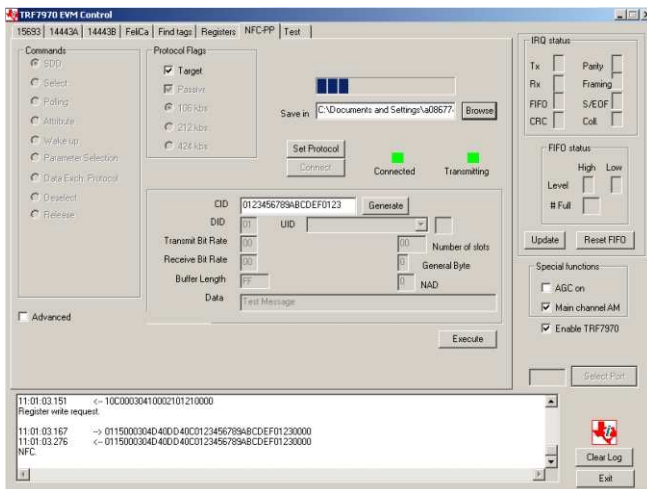 TRF7970 EVM Control
15693 14443A 14443B FeliCa Find tags Registers NFC-PP Test
Commands
SDD
Select
Polling
Attribute
Wake up
Parameter Selection
Data Exch. Protocol
Deselect
Release
Advanced
Protocol Flags
Target
Passive
106 kbs
212 kbs
424 kbs
Save in C:\Documents and Settings\a08677- Browse
Set Protocol
Connect
Connected Transmitting
CID 0123456789ABCDEF0123 Generate
DID 01 UID
Transmit Bit Rate 00 00 Number of slots
Receive Bit Rate 00 0 General Byte
Buffer Length FF 0 NAD
Data Test Message
Execute
IRQ status
Tx Parity
Rx Framing
FIFO S/EOF
CRC Coll.
FIFO status
High Low
Level
# Full
Update Reset FIFO
Special functions
AGC on
Main channel AM
Enable TRF7970
Select Port
11:01:03.151 <-- 10C00030410002101210000
Register write request.
11:01:03.167 --> 0115000304D40DD40C0123456789ABCDEF01230000
11:01:03.276 <-- 0115000304D40DD40C0123456789ABCDEF01230000
NFC.
Clear Log
Exit